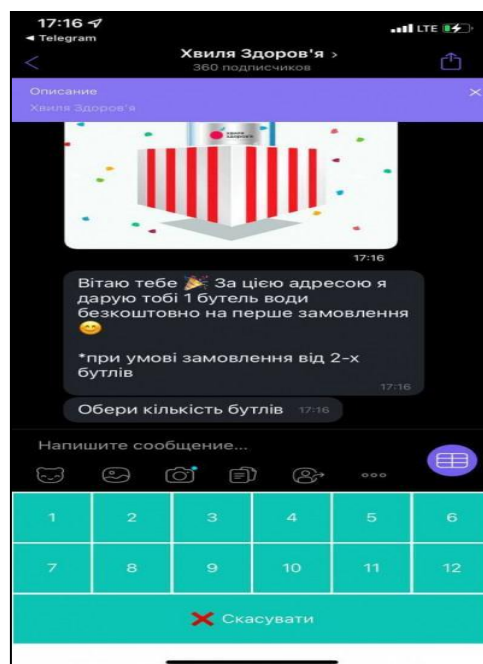 17:16
LTE
Telegram
Хвиля Здоров'я
360 подписчиков
Описание
Хвиля Здоров'я
17:16
Вітаю тебе 🎉 За цією адресою я
дарую тобі 1 бутель води
безкоштовно на перше замовлення
😊
*при умові замовлення від 2-х
бутлів
17:16
Обери кількість бутлів 17:16
Напишите сообщение...
1 2 3 4 5 6
7 8 9 10 11 12
❌ Скасувати